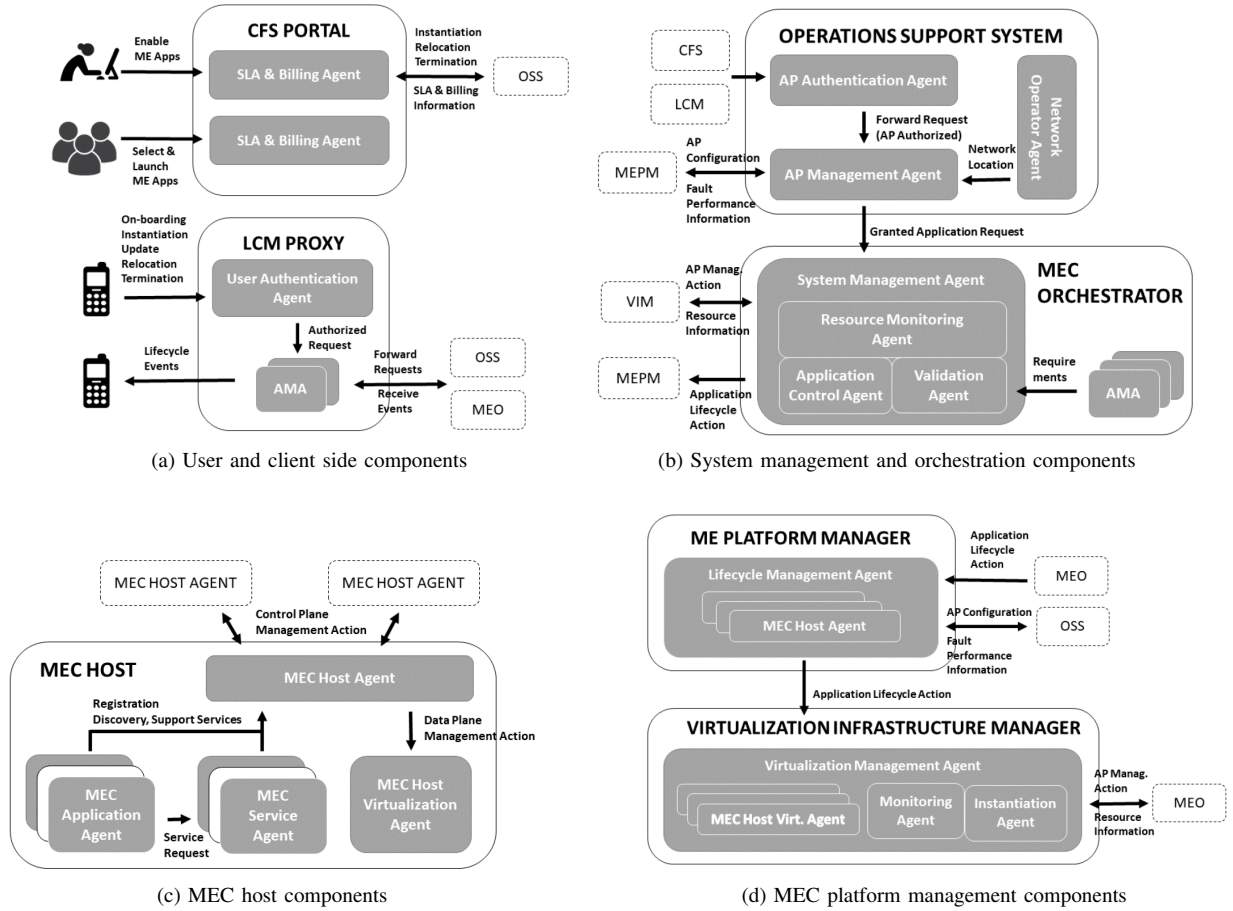 CFS PORTAL
Enable
ME Apps
SLA & Billing Agent
Instantiation
Relocation
Termination
SLA & Billing
Information
OSS
SLA & Billing Agent
Select &
Launch
ME Apps
On-boarding
Instantiation
Update
Relocation
Termination
LCM PROXY
User Authentication
Agent
Authorized
Request
Lifecycle
Events
AMA
Forward
Requests
Receive
Events
OSS
MEO
(a) User and client side components
OPERATIONS SUPPORT SYSTEM
CFS
LCM
AP Authentication Agent
Forward Request
(AP Authorized)
Network
Operator Agent
AP
Configuration
MEPM
Fault
Performance
Information
AP Management Agent
Network
Location
Granted Application Request
MEC
ORCHESTRATOR
System Management Agent
AP Manag.
Action
VIM
Resource
Information
Resource Monitoring
Agent
MEPM
Application
Lifecycle
Action
Application
Control Agent
Validation
Agent
Require
ments
AMA
(b) System management and orchestration components
MEC HOST AGENT
MEC HOST AGENT
Control Plane
Management Action
MEC HOST
MEC Host Agent
Registration
Discovery, Support Services
Data Plane
Management Action
MEC
Application
Agent
Service
Request
MEC
Service
Agent
MEC Host
Virtualization
Agent
(c) MEC host components
ME PLATFORM MANAGER
Lifecycle Management Agent
MEC Host Agent
Application
Lifecycle
Action
MEO
AP Configuration
OSS
Fault
Performance
Information
Application Lifecycle Action
VIRTUALIZATION INFRASTRUCTURE MANAGER
Virtualization Management Agent
MEC Host Virt. Agent
Monitoring
Agent
Instantiation
Agent
AP Manag.
Action
MEO
Resource
Information
(d) MEC platform management components